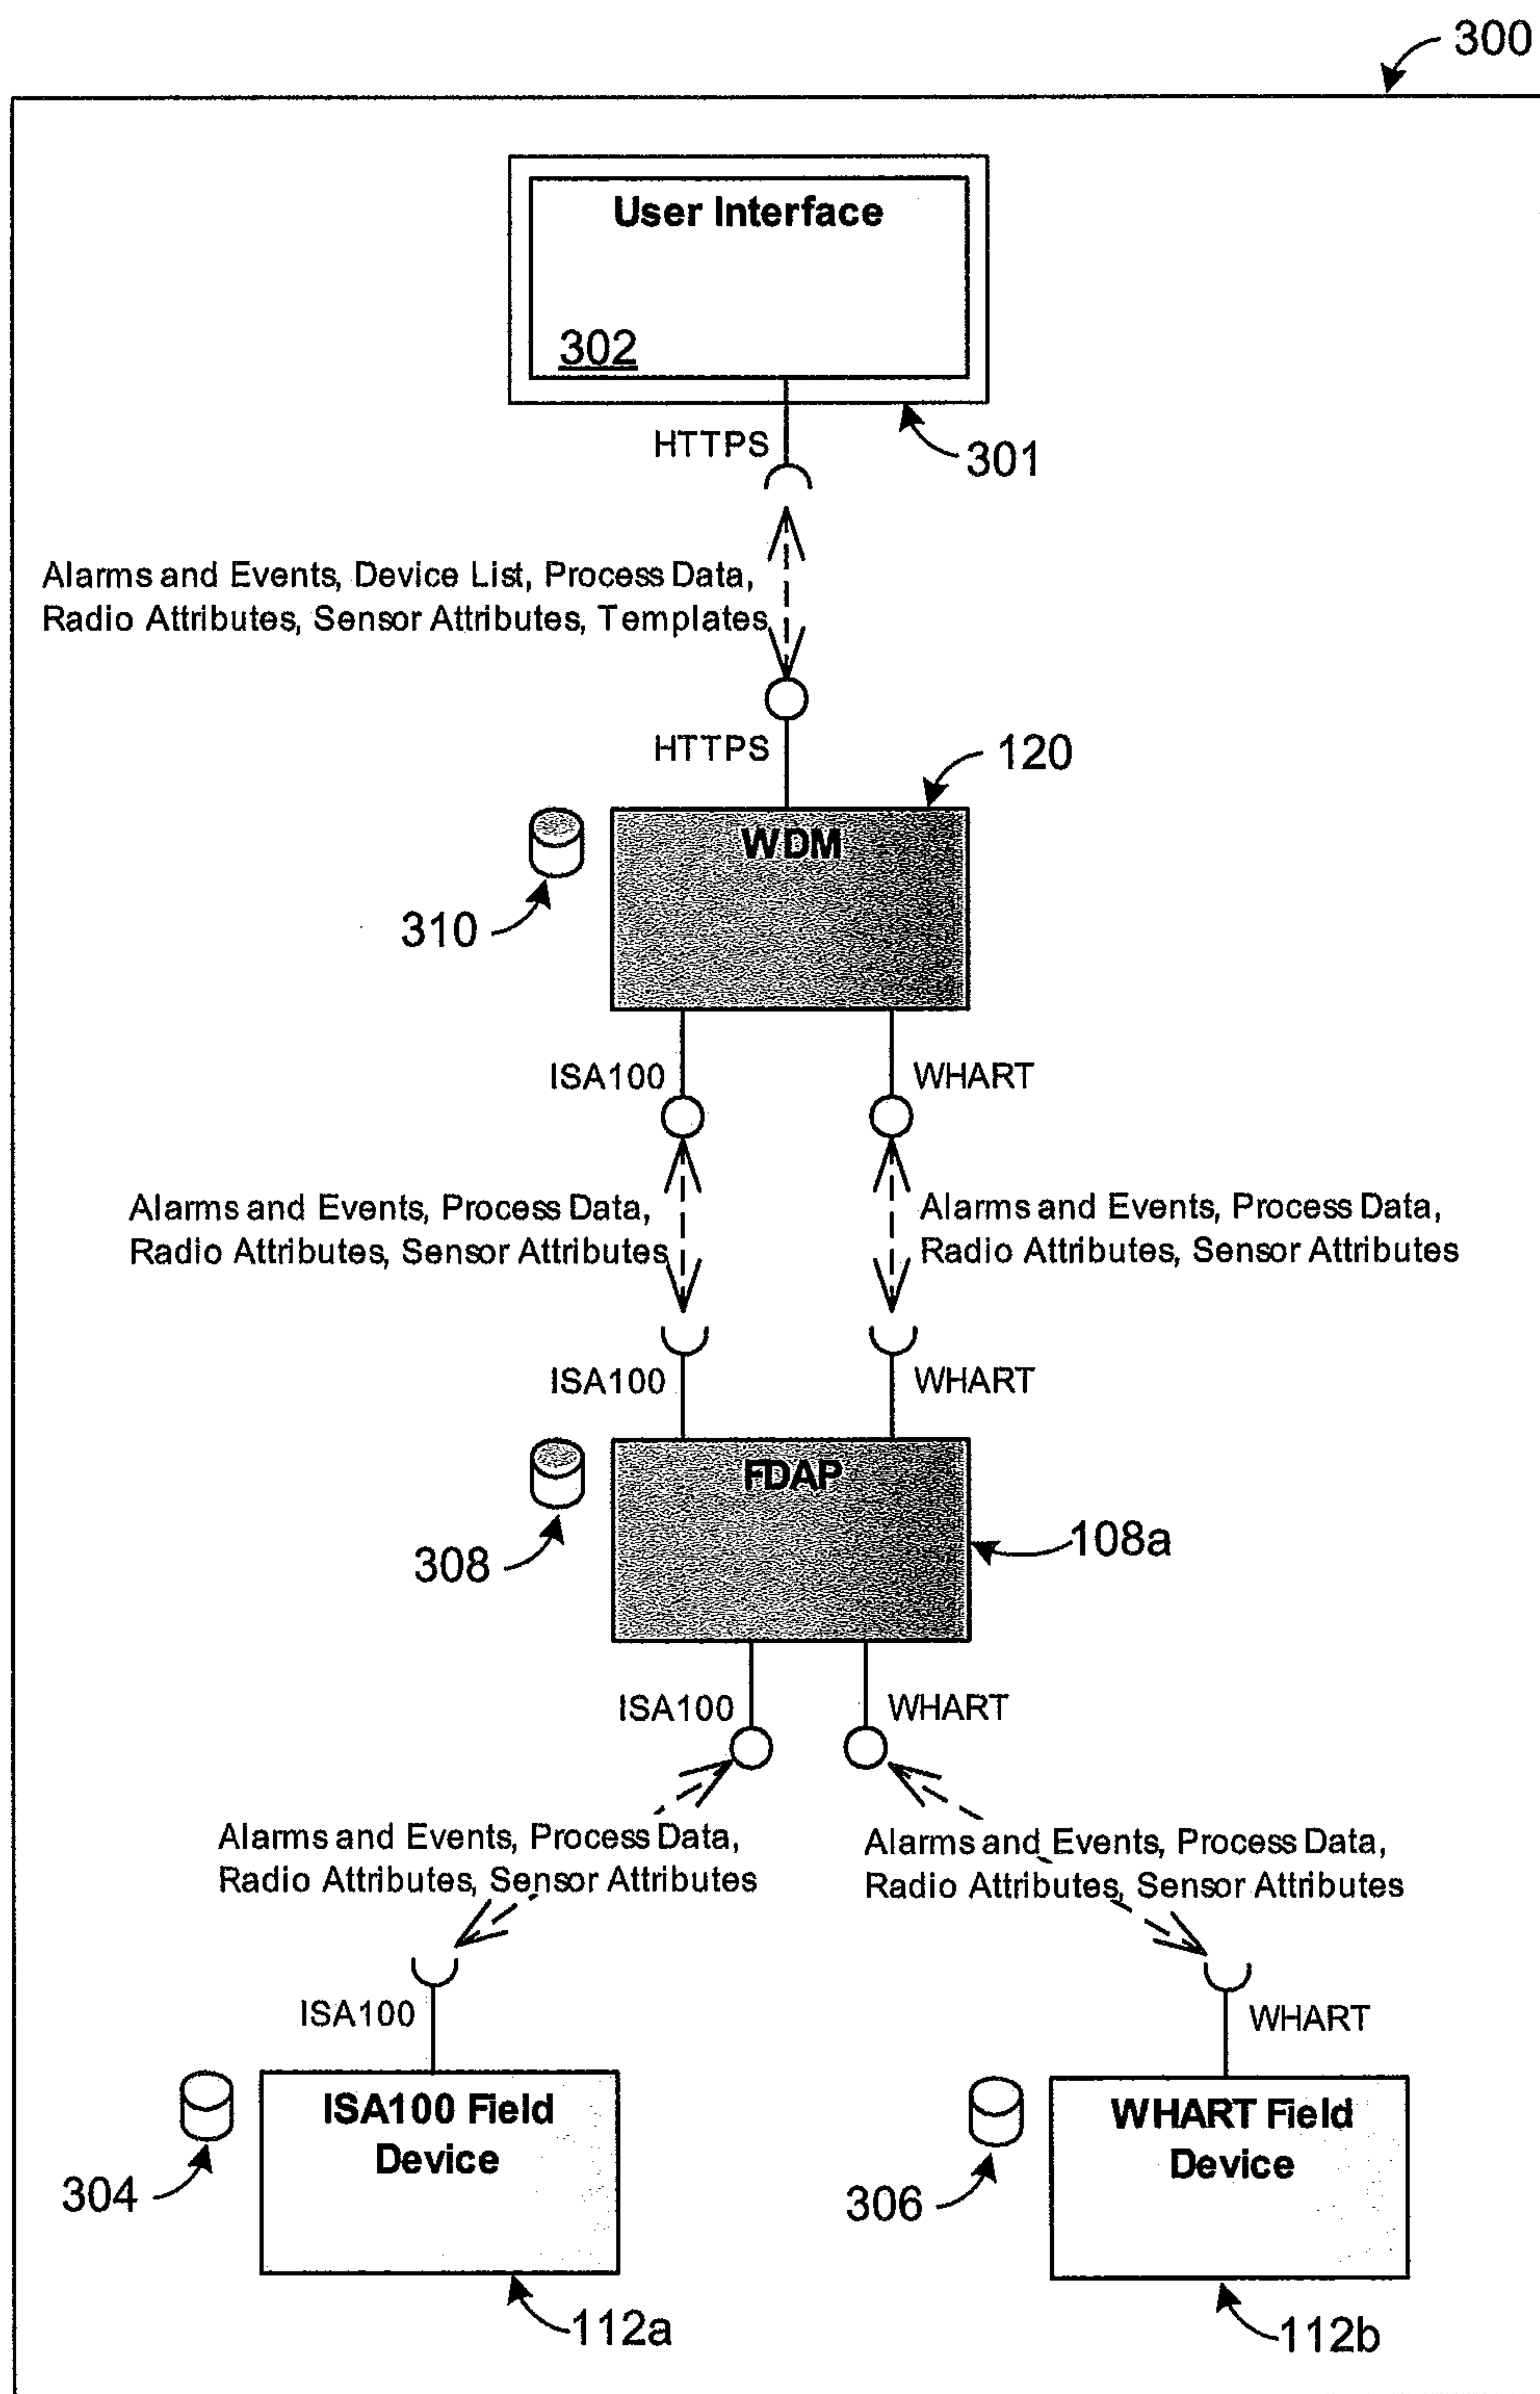 300
User Interface
302
HTTPS
301
Alarms and Events, Device List, Process Data,
Radio Attributes, Sensor Attributes, Templates
HTTPS
120
WDM
310
ISA100
WHART
Alarms and Events, Process Data,
Radio Attributes, Sensor Attributes
Alarms and Events, Process Data,
Radio Attributes, Sensor Attributes
ISA100
WHART
FDAP
308
108a
ISA100
WHART
Alarms and Events, Process Data,
Radio Attributes, Sensor Attributes
Alarms and Events, Process Data,
Radio Attributes, Sensor Attributes
ISA100
WHART
ISA100 Field
Device
304
112a
WHART Field
Device
306
112b